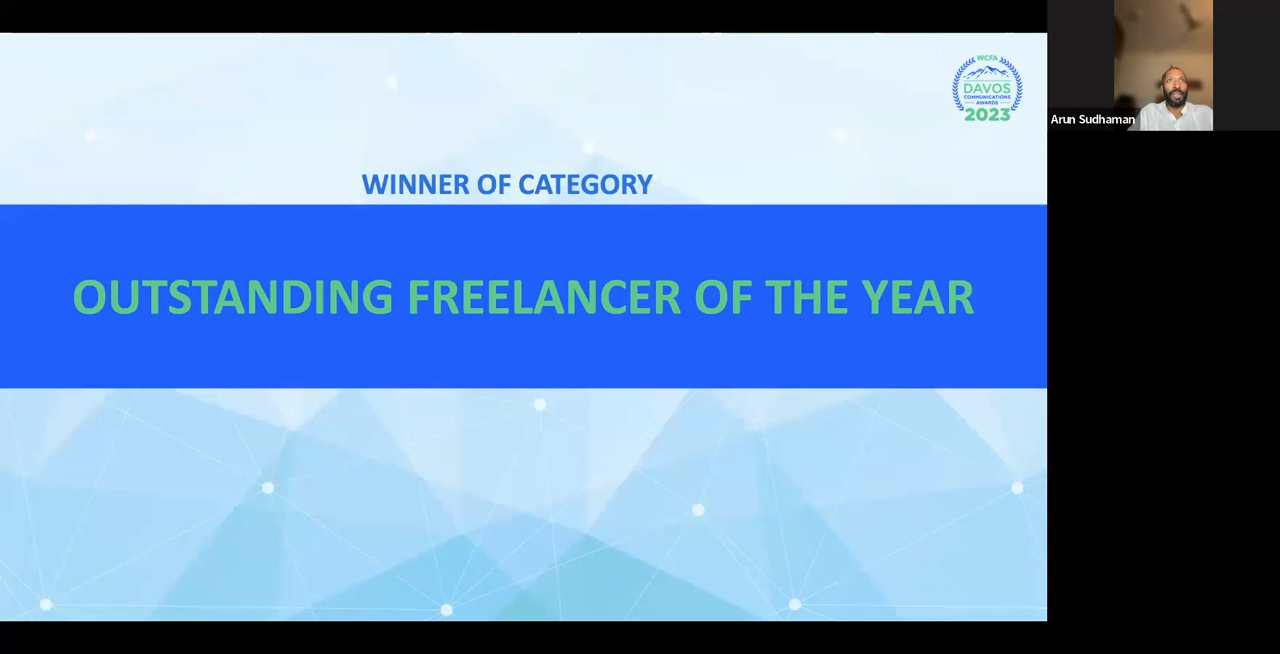 WCFA
DAVOS
COMMUNICATIONS
AWARDS
2023
Arun Sudhaman
WINNER OF CATEGORY
OUTSTANDING FREELANCER OF THE YEAR